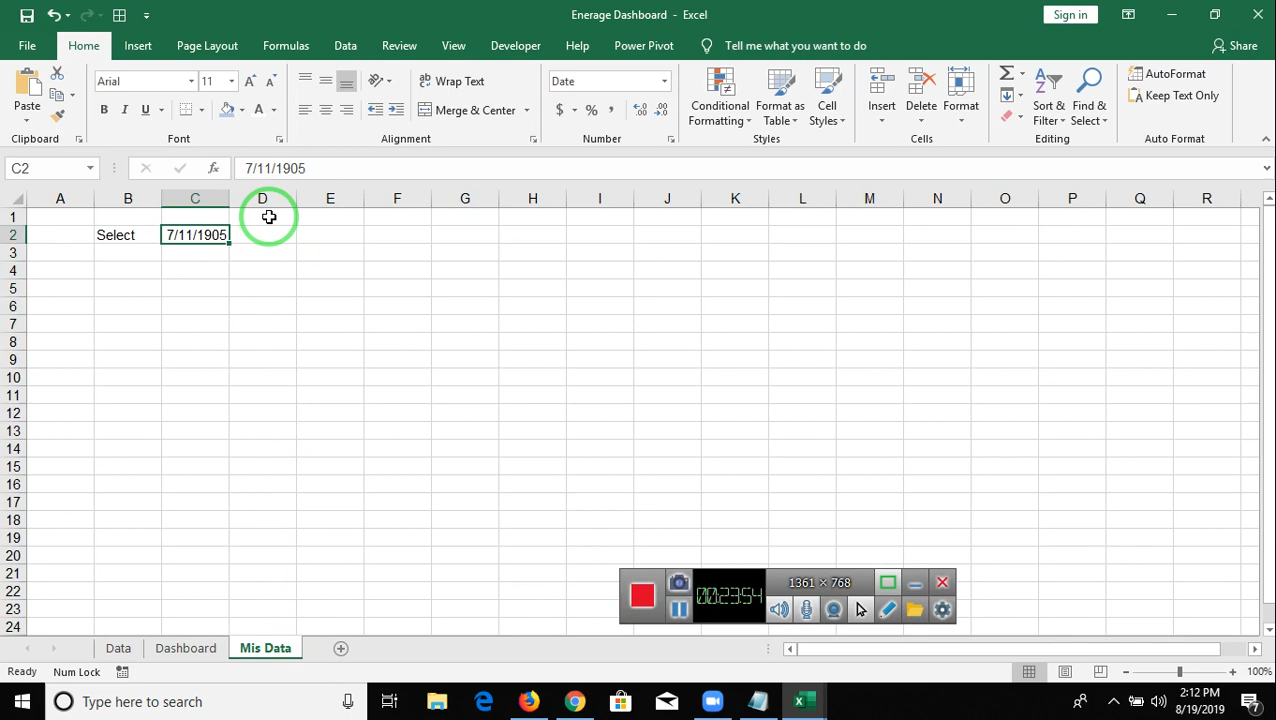 Enerage Dashboard - Excel
Sign in
File Home Insert Page Layout Formulas Data Review View Developer Help Power Pivot Tell me what you want to do Share
Paste
Arial 11
B I U A
Wrap Text
Merge & Center
Date
$ % ,
Conditional Formatting
Format as Table
Cell Styles
Insert Delete Format
Sort & Filter
Find & Select
AutoFormat
Keep Text Only
Clipboard Font Alignment Number Styles Cells Editing Auto Format
C2 fx 7/11/1905
A B C D E F G H I J K L M N O P Q R
1
2 Select 7/11/1905
3
4
5
6
7
8
9
10
11
12
13
14
15
16
17
18
19
20
21
22
23
24
1361 × 768
00:23:54
Data Dashboard Mis Data
Ready Num Lock 100%
Type here to search
2:12 PM
8/19/2019
7